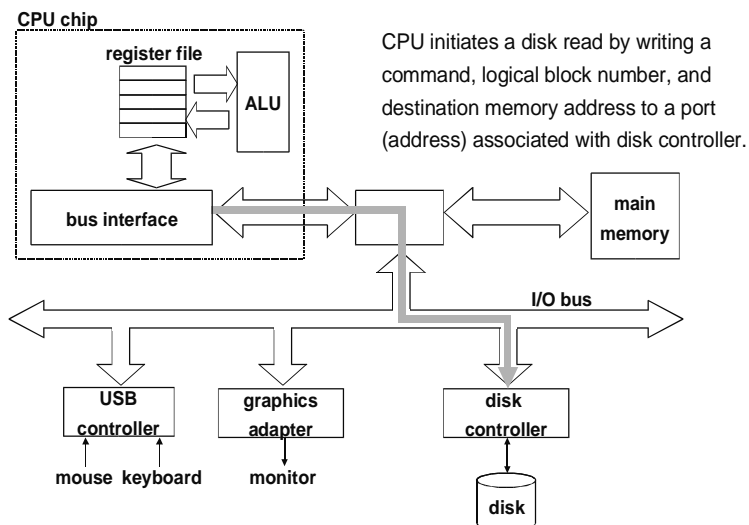 CPU chip
register file
ALU
CPU initiates a disk read by writing a
command, logical block number, and
destination memory address to a port
(address) associated with disk controller.
bus interface
main
memory
I/O bus
USB
controller
graphics
adapter
disk
controller
mouse keyboard
monitor
disk